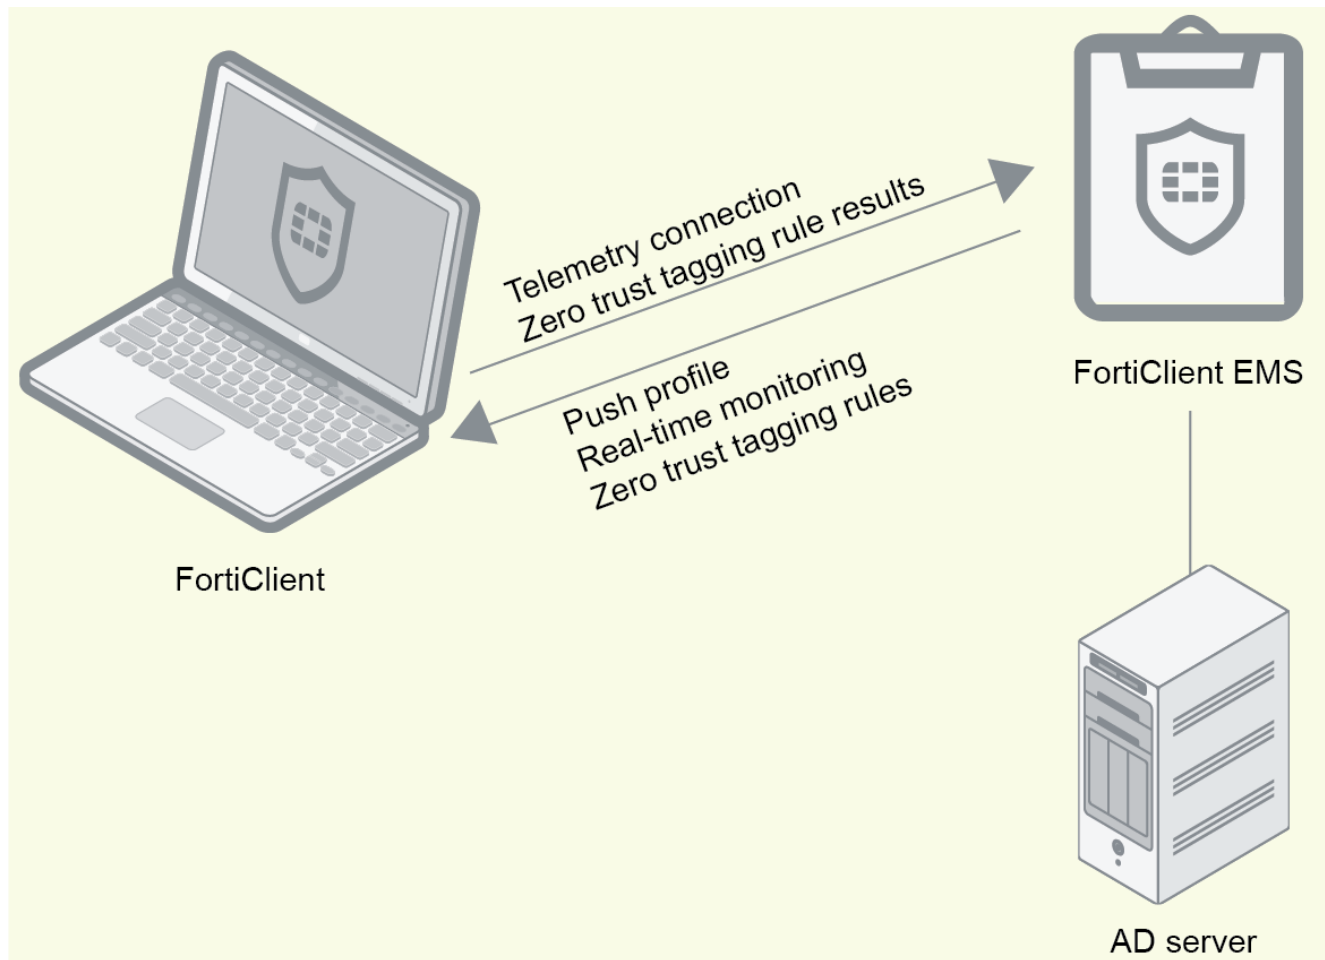 Telemetry connection
Zero trust tagging rule results
Push profile
Real-time monitoring
Zero trust tagging rules
FortiClient EMS
FortiClient
AD server